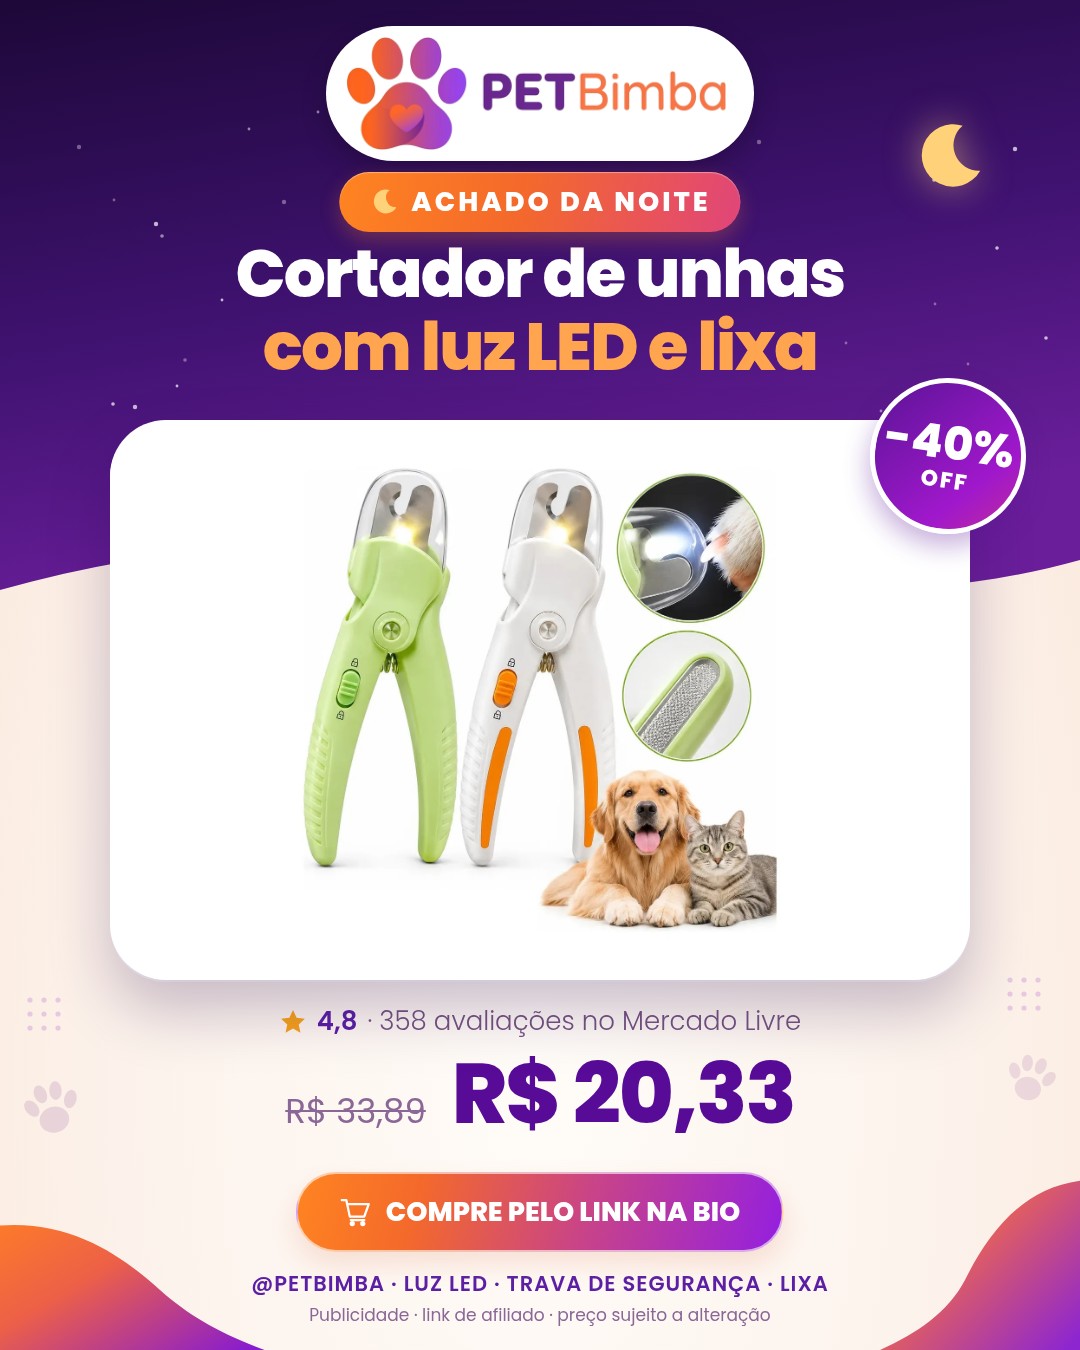 PETBimba
ACHADO DA NOITE
Cortador de unhas
com luz LED e lixa
-40%
OFF
4,8 · 358 avaliações no Mercado Livre
R$ 33,89 R$ 20,33
COMPRE PELO LINK NA BIO
@PETBIMBA · LUZ LED · TRAVA DE SEGURANÇA · LIXA
Publicidade · link de afiliado · preço sujeito a alteração